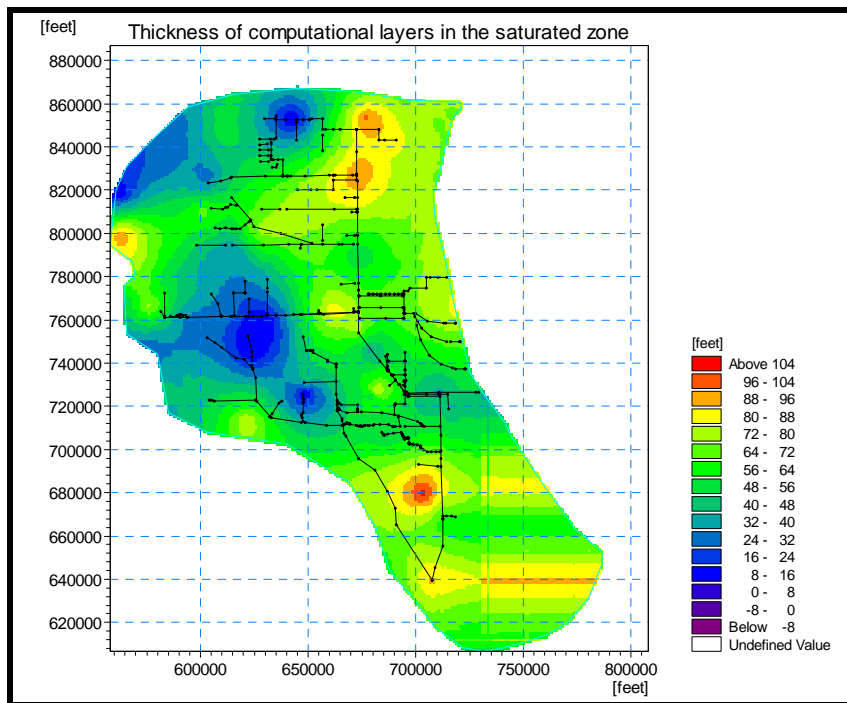 Thickness of computational layers in the saturated zone
[feet]
880000
860000
840000
820000
800000
780000
760000
740000
720000
700000
680000
660000
640000
620000
600000 650000 700000 750000 800000
[feet]
[feet]
Above 104
96 - 104
88 - 96
80 - 88
72 - 80
64 - 72
56 - 64
48 - 56
40 - 48
32 - 40
24 - 32
16 - 24
8 - 16
0 - 8
-8 - 0
Below -8
Undefined Value